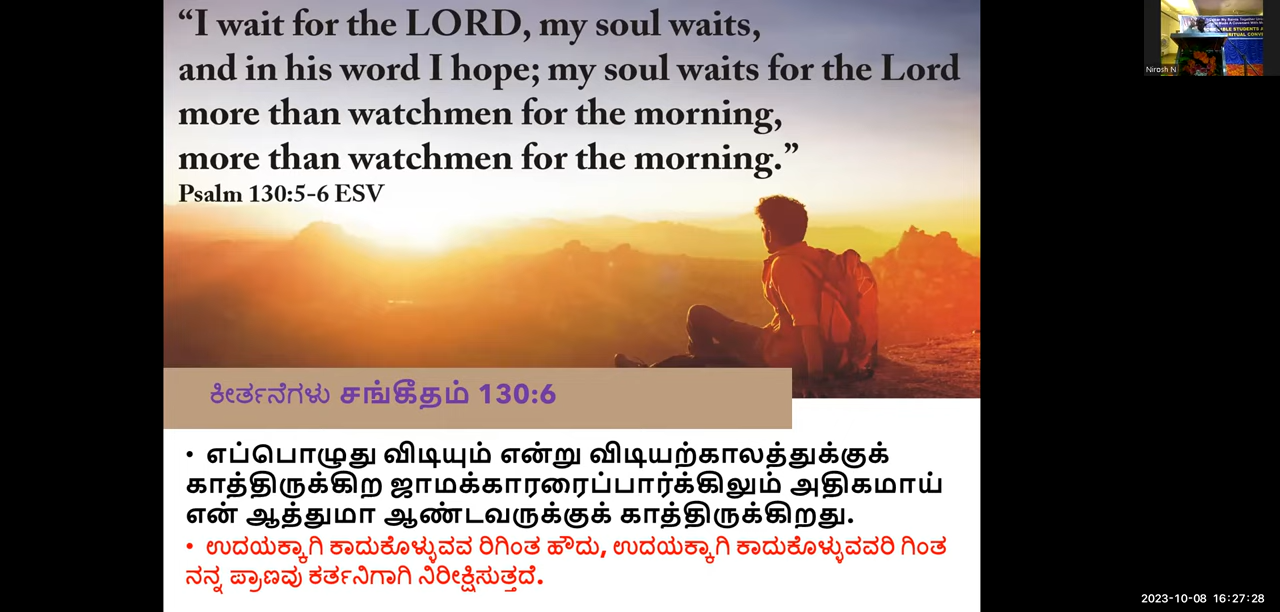 “I wait for the LORD, my soul waits,
and in his word I hope; my soul waits for the Lord
more than watchmen for the morning,
more than watchmen for the morning.”
Psalm 130:5-6 ESV
ಕೀರ್ತನೆಗಳು சங்கீதம் 130:6
• எப்பொழுது விடியும் என்று விடியற்காலத்துக்குக்
காத்திருக்கிற ஜாமக்காரரைப்பார்க்கிலும் அதிகமாய்
என் ஆத்துமா ஆண்டவருக்குக் காத்திருக்கிறது.
• ಉದಯಕ್ಕಾಗಿ ಕಾದುಕೊಳ್ಳುವವ ರಿಗಿಂತ ಹೌದು, ಉದಯಕ್ಕಾಗಿ ಕಾದುಕೊಳ್ಳುವವರಿ ಗಿಂತ
ನನ್ನ ಪ್ರಾಣವು ಕರ್ತನಿಗಾಗಿ ನಿರೀಕ್ಷಿಸುತ್ತದೆ.
Nirosh N
2023-10-08 16:27:28